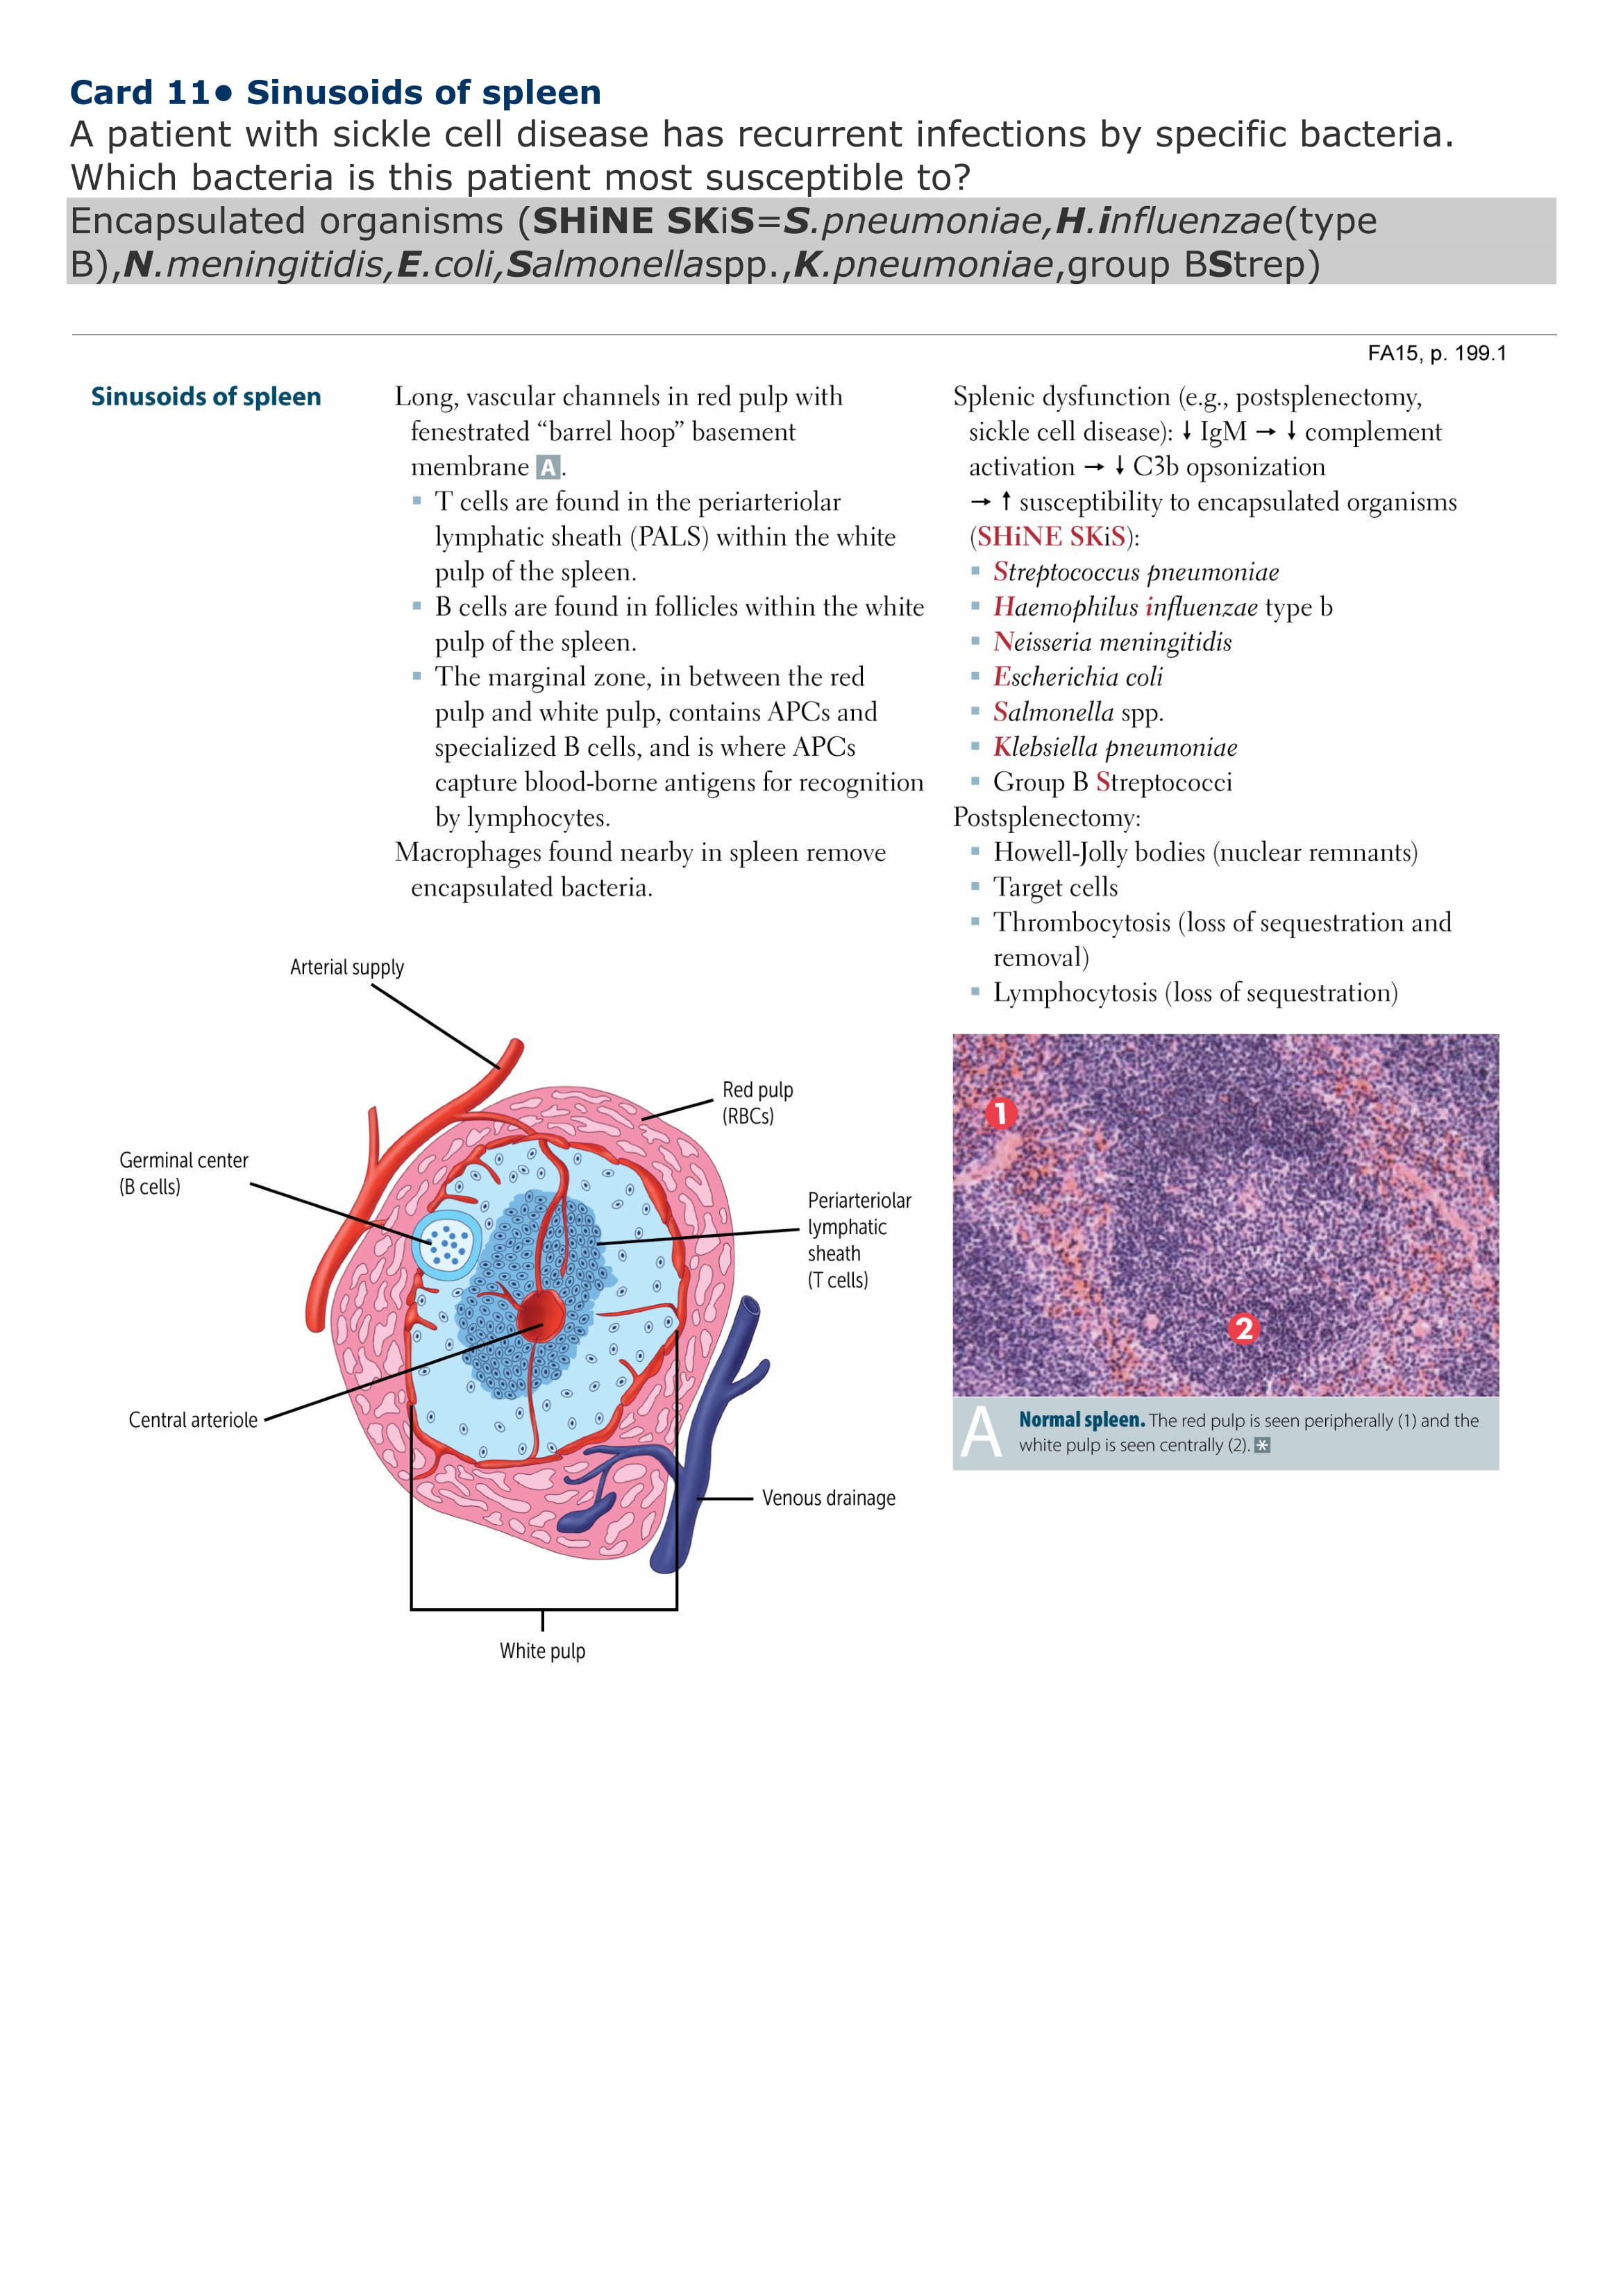 Card 11• Sinusoids of spleen
A patient with sickle cell disease has recurrent infections by specific bacteria.
Which bacteria is this patient most susceptible to?
Encapsulated organisms (SHiNE SKiS=S.pneumoniae,H.influenzae(type
B),N.meningitidis,E.coli,Salmonellaspp.,K.pneumoniae,group BStrep)
FA15, p. 199.1
Sinusoids of spleen
Long, vascular channels in red pulp with
fenestrated “barrel hoop” basement
membrane A.
▪ T cells are found in the periarteriolar
lymphatic sheath (PALS) within the white
pulp of the spleen.
▪ B cells are found in follicles within the white
pulp of the spleen.
▪ The marginal zone, in between the red
pulp and white pulp, contains APCs and
specialized B cells, and is where APCs
capture blood-borne antigens for recognition
by lymphocytes.
Macrophages found nearby in spleen remove
encapsulated bacteria.
Splenic dysfunction (e.g., postsplenectomy,
sickle cell disease): ↓ IgM → ↓ complement
activation → ↓ C3b opsonization
→ ↑ susceptibility to encapsulated organisms
(SHiNE SKiS):
▪ Streptococcus pneumoniae
▪ Haemophilus influenzae type b
▪ Neisseria meningitidis
▪ Escherichia coli
▪ Salmonella spp.
▪ Klebsiella pneumoniae
▪ Group B Streptococci
Postsplenectomy:
▪ Howell-Jolly bodies (nuclear remnants)
▪ Target cells
▪ Thrombocytosis (loss of sequestration and
removal)
▪ Lymphocytosis (loss of sequestration)
Arterial supply
Red pulp
(RBCs)
Germinal center
(B cells)
Periarteriolar
lymphatic
sheath
(T cells)
Central arteriole
Venous drainage
White pulp
1
2
A
Normal spleen. The red pulp is seen peripherally (1) and the
white pulp is seen centrally (2). *